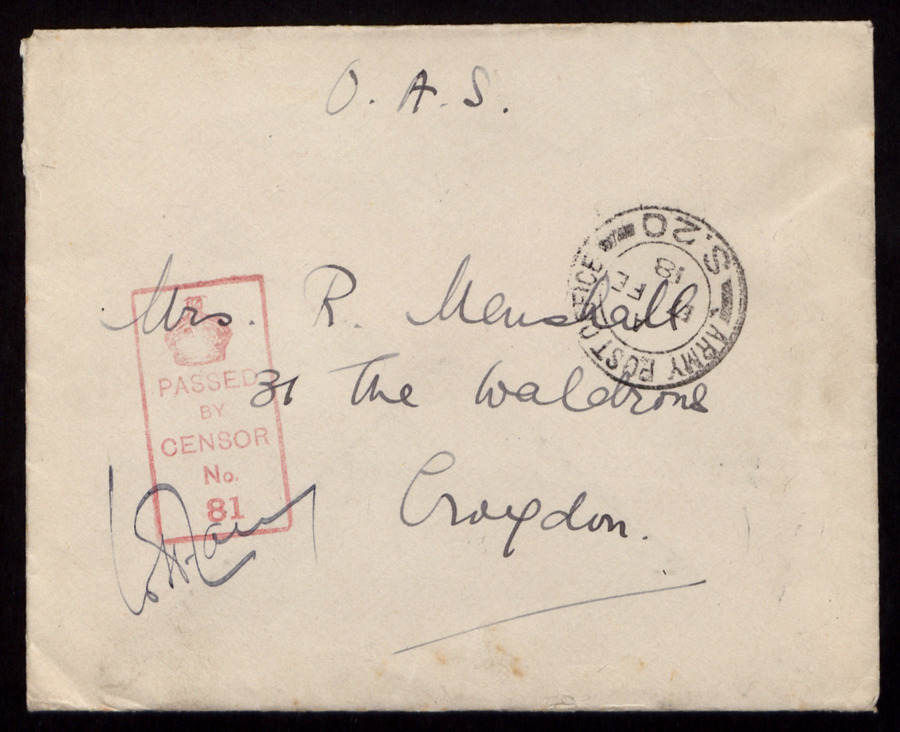 O. A. S.
ARMY POST OFFICE
S.20
18
FE
Mrs. R. Menshall
31 The Waldrons
Croydon.
PASSED
BY
CENSOR
No.
81